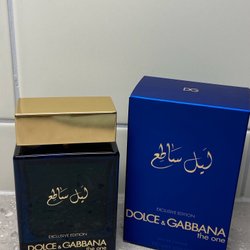 ليل ساطع
EXCLUSIVE EDITION
DOLCE & GABBANA
the one
DG
ليل ساطع
EXCLUSIVE EDITION
DOLCE & GABBANA
the one